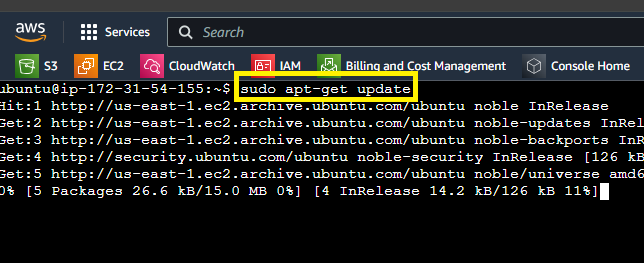 aws Services Search
S3 EC2 CloudWatch IAM Billing and Cost Management Console Home
ubuntu@ip-172-31-54-155:~$ sudo apt-get update
Hit:1 http://us-east-1.ec2.archive.ubuntu.com/ubuntu noble InRelease
Get:2 http://us-east-1.ec2.archive.ubuntu.com/ubuntu noble-updates InRel
Get:3 http://us-east-1.ec2.archive.ubuntu.com/ubuntu noble-backports InR
Get:4 http://security.ubuntu.com/ubuntu noble-security InRelease [126 kB
Get:5 http://us-east-1.ec2.archive.ubuntu.com/ubuntu noble/universe amd6
0% [5 Packages 26.6 kB/15.0 MB 0%] [4 InRelease 14.2 kB/126 kB 11%]